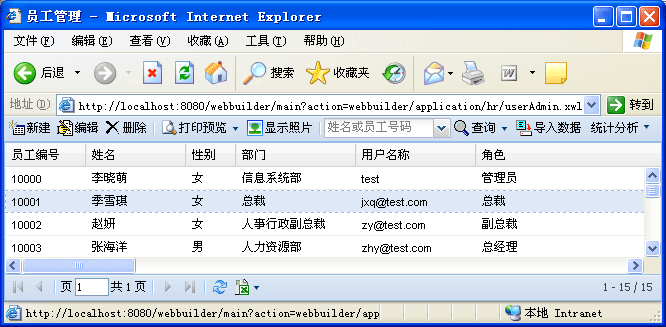 员工管理 - Microsoft Internet Explorer
文件(F) 编辑(E) 查看(V) 收藏(A) 工具(T) 帮助(H)
后退 搜索 收藏夹
地址(D) http://localhost:8080/webbuilder/main?action=webbuilder/application/hr/userAdmin.xwl 转到
新建 编辑 删除 打印预览 显示照片 姓名或员工号码 查询 导入数据 统计分析
员工编号 姓名 性别 部门 用户名称 角色
10000 李晓萌 女 信息系统部 test 管理员
10001 季雪琪 女 总裁 jxq@test.com 总裁
10002 赵妍 女 人事行政副总裁 zy@test.com 副总裁
10003 张海洋 男 人力资源部 zhy@test.com 总经理
页 1 共 1 页 1 - 15 / 15
http://localhost:8080/webbuilder/main?action=webbuilder/app 本地 Intranet